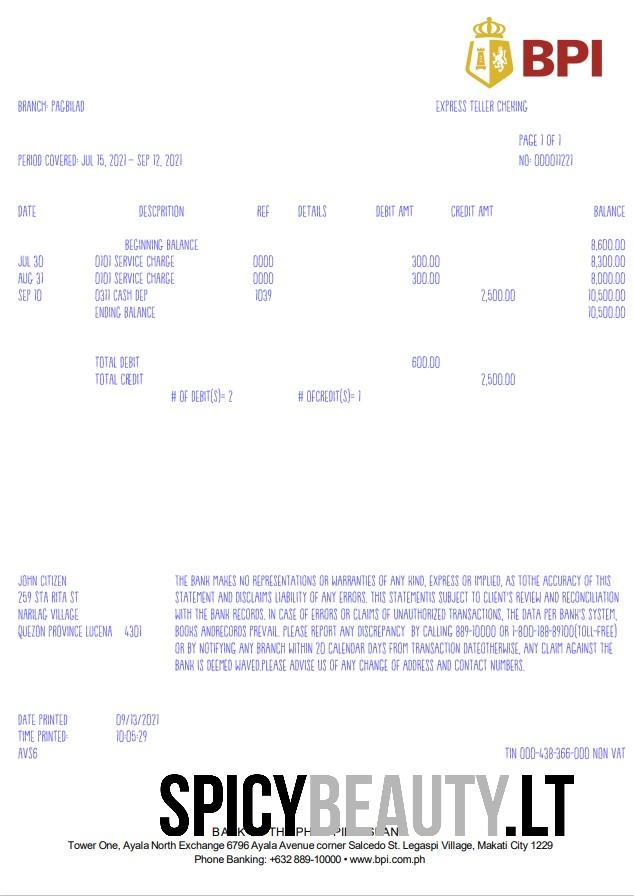 BPI
BRANCH: PAGBILAO EXPRESS TELLER CHEKING
PAGE 1 OF 1
PERIOD COVERED: JUL 15, 2021 – SEP 12, 2021 NO: 000011221
DATE DESCPRITION REF DETAILS DEBIT AMT CREDIT AMT BALANCE
BEGINNING BALANCE 8,600.00
JUL 30 0101 SERVICE CHARGE 0000 300.00 8,300.00
AUG 31 0101 SERVICE CHARGE 0000 300.00 8,000.00
SEP 10 0311 CASH DEP 1039 2,500.00 10,500.00
ENDING BALANCE 10,500.00
TOTAL DEBIT 600.00
TOTAL CREDIT 2,500.00
# OF DEBIT(S)= 2 # OFCREDIT(S)= 1
JOHN CITIZEN
259 STA RITA ST
NARILAG VILLAGE
QUEZON PROVINCE LUCENA 4301
THE BANK MAKES NO REPRESENTATIONS OR WARRANTIES OF ANY KIND, EXPRESS OR IMPLIED, AS TOTHE ACCURACY OF THIS
STATEMENT AND DISCLAIMS LIABILITY OF ANY ERRORS. THIS STATEMENTIS SUBJECT TO CLIENT'S REVIEW AND RECONCILIATION
WITH THE BANK RECORDS. IN CASE OF ERRORS OR CLAIMS OF UNAUTHORIZED TRANSACTIONS, THE DATA PER BANK'S SYSTEM,
BOOKS ANDRECORDS PREVAIL. PLEASE REPORT ANY DISCREPANCY BY CALLING 889-10000 OR 1-800-188-89100(TOLL-FREE)
OR BY NOTIFYING ANY BRANCH WITHIN 20 CALENDAR DAYS FROM TRANSACTION DATEOTHERWISE, ANY CLAIM AGAINST THE
BANK IS DEEMED WAVED.PLEASE ADVISE US OF ANY CHANGE OF ADDRESS AND CONTACT NUMBERS.
DATE PRINTED 09/13/2021
TIME PRINTED: 10:05:29
AVS6 TIN 000-438-366-000 NON VAT
SPICYBEAUTY.LT
Tower One, Ayala North Exchange 6796 Ayala Avenue corner Salcedo St. Legaspi Village, Makati City 1229
Phone Banking: +632 889-10000 • www.bpi.com.ph